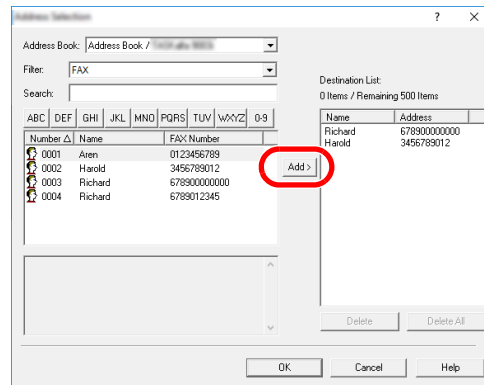 Address Selection
Address Book: Address Book /
Filter: FAX
Search:
ABC DEF GHI JKL MNO PQRS TUV WXYZ 0-9
Number Name FAX Number
0001 Aren 0123456789
0002 Harold 3456789012
0003 Richard 678900000000
0004 Richard 6789012345
Add >
Destination List:
0 Items / Remaining 500 Items
Name Address
Richard 678900000000
Harold 3456789012
Delete Delete All
OK Cancel Help